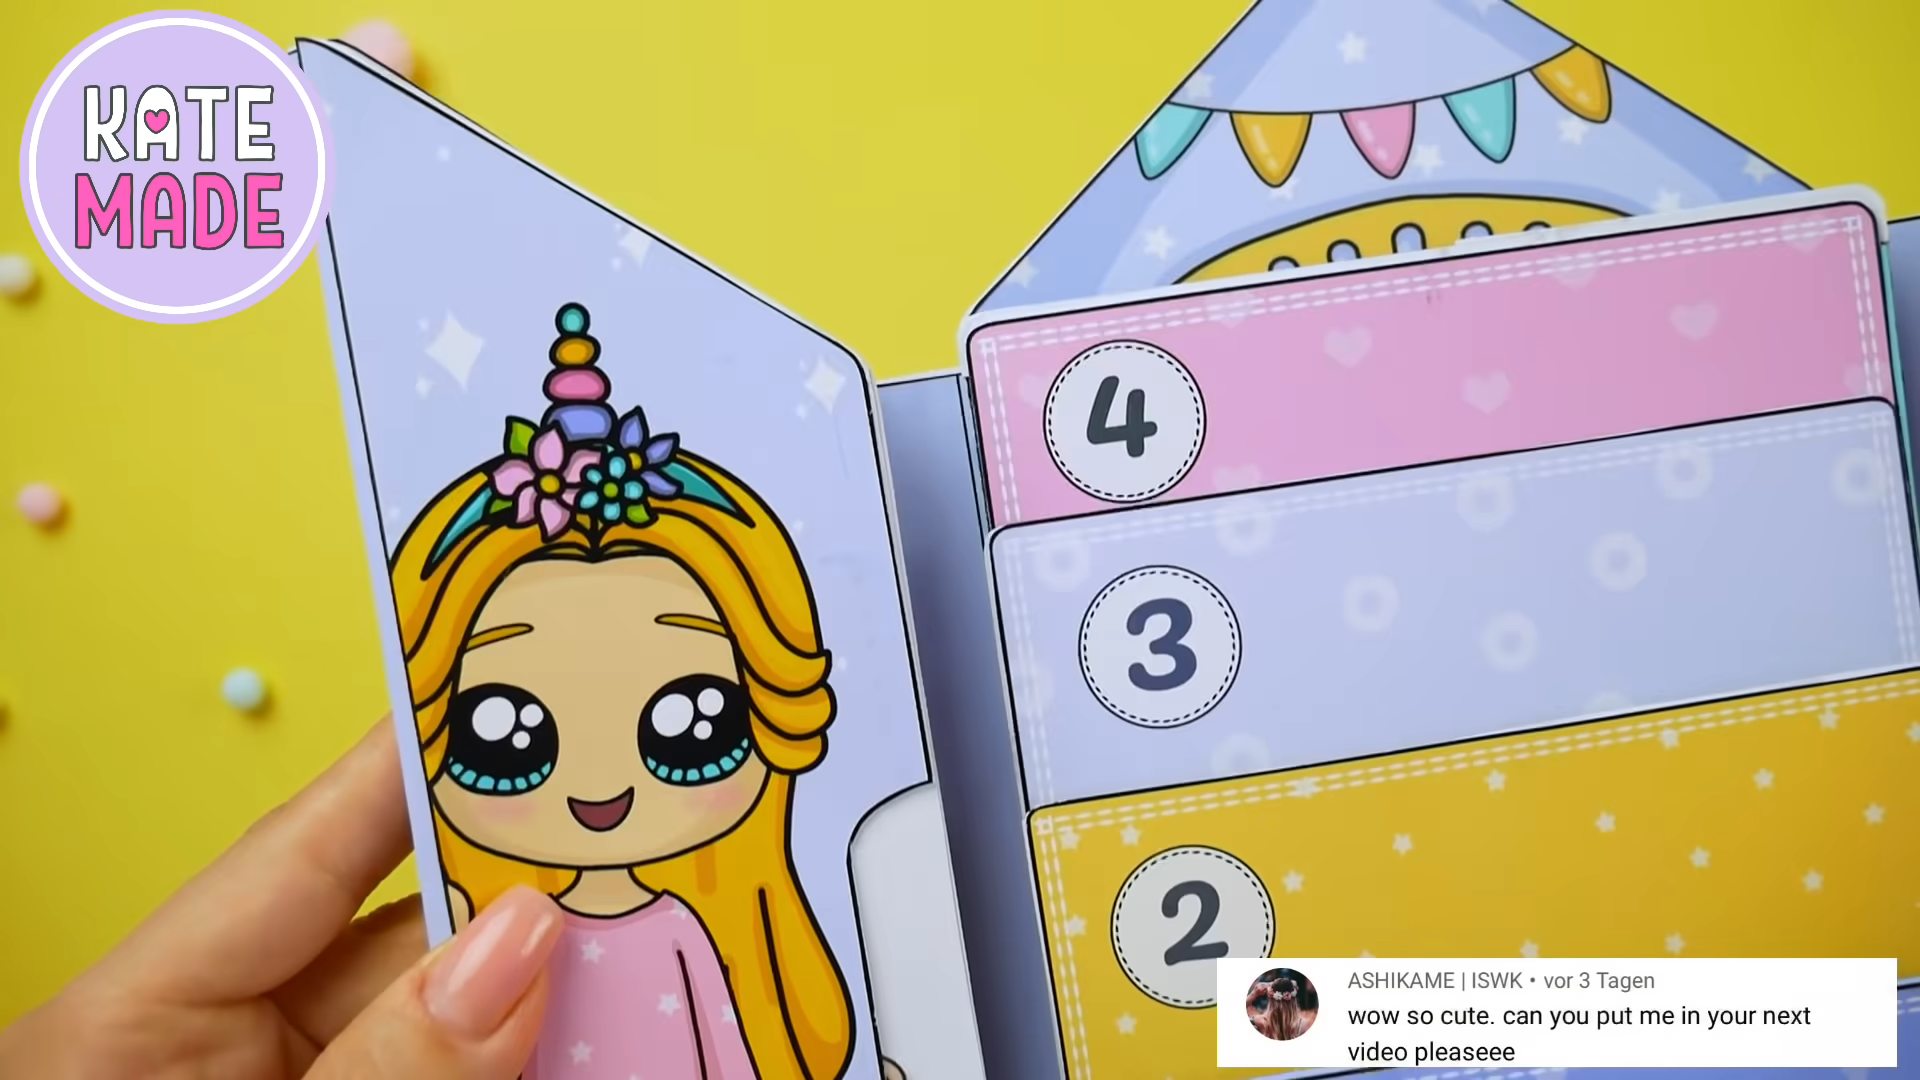 KATE
MADE
4
3
2
ASHIKAME | ISWK • vor 3 Tagen
wow so cute. can you put me in your next
video pleaseee